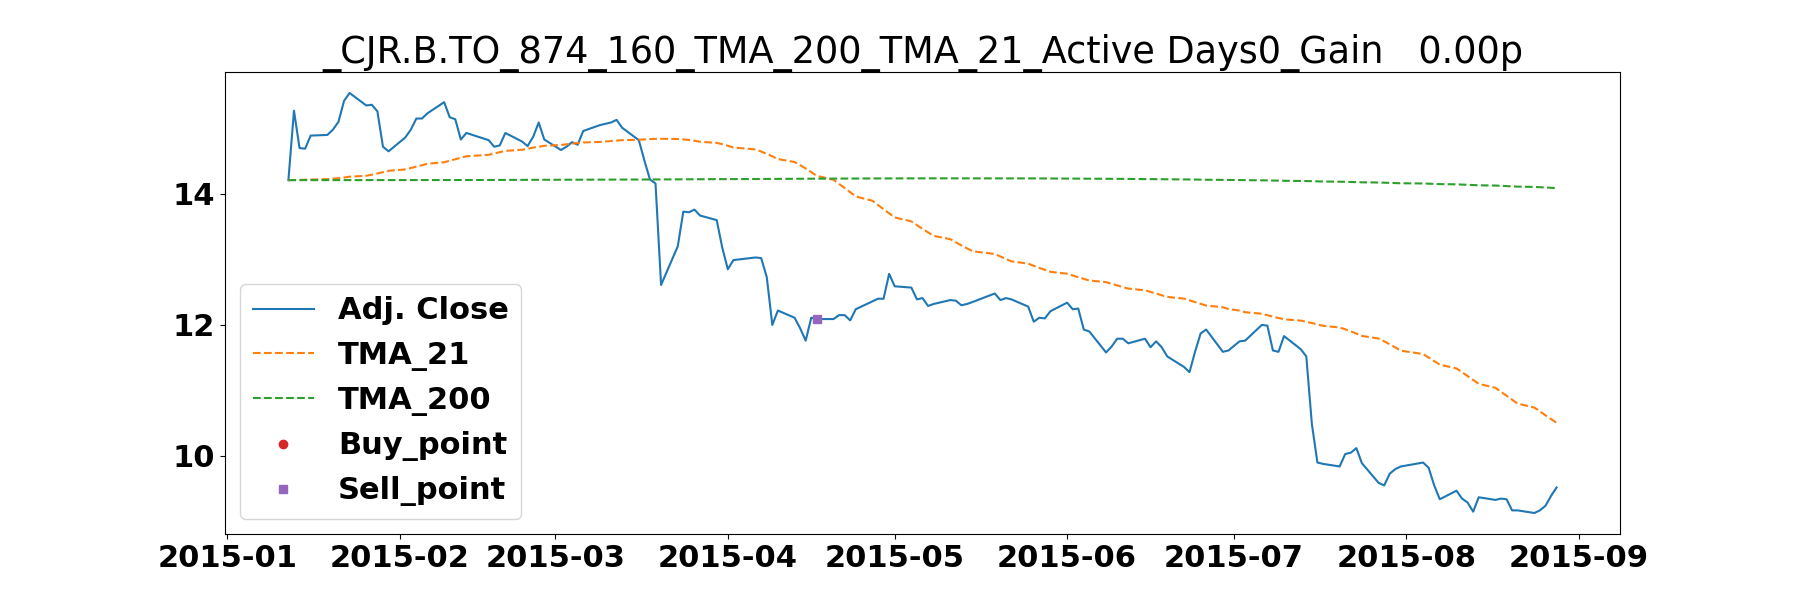 _CJR.B.TO_874_160_TMA_200_TMA_21_Active Days0_Gain   0.00p
14
12
10
Adj. Close
TMA_21
TMA_200
Buy_point
Sell_point
2015-01 2015-02 2015-03 2015-04 2015-05 2015-06 2015-07 2015-08 2015-09